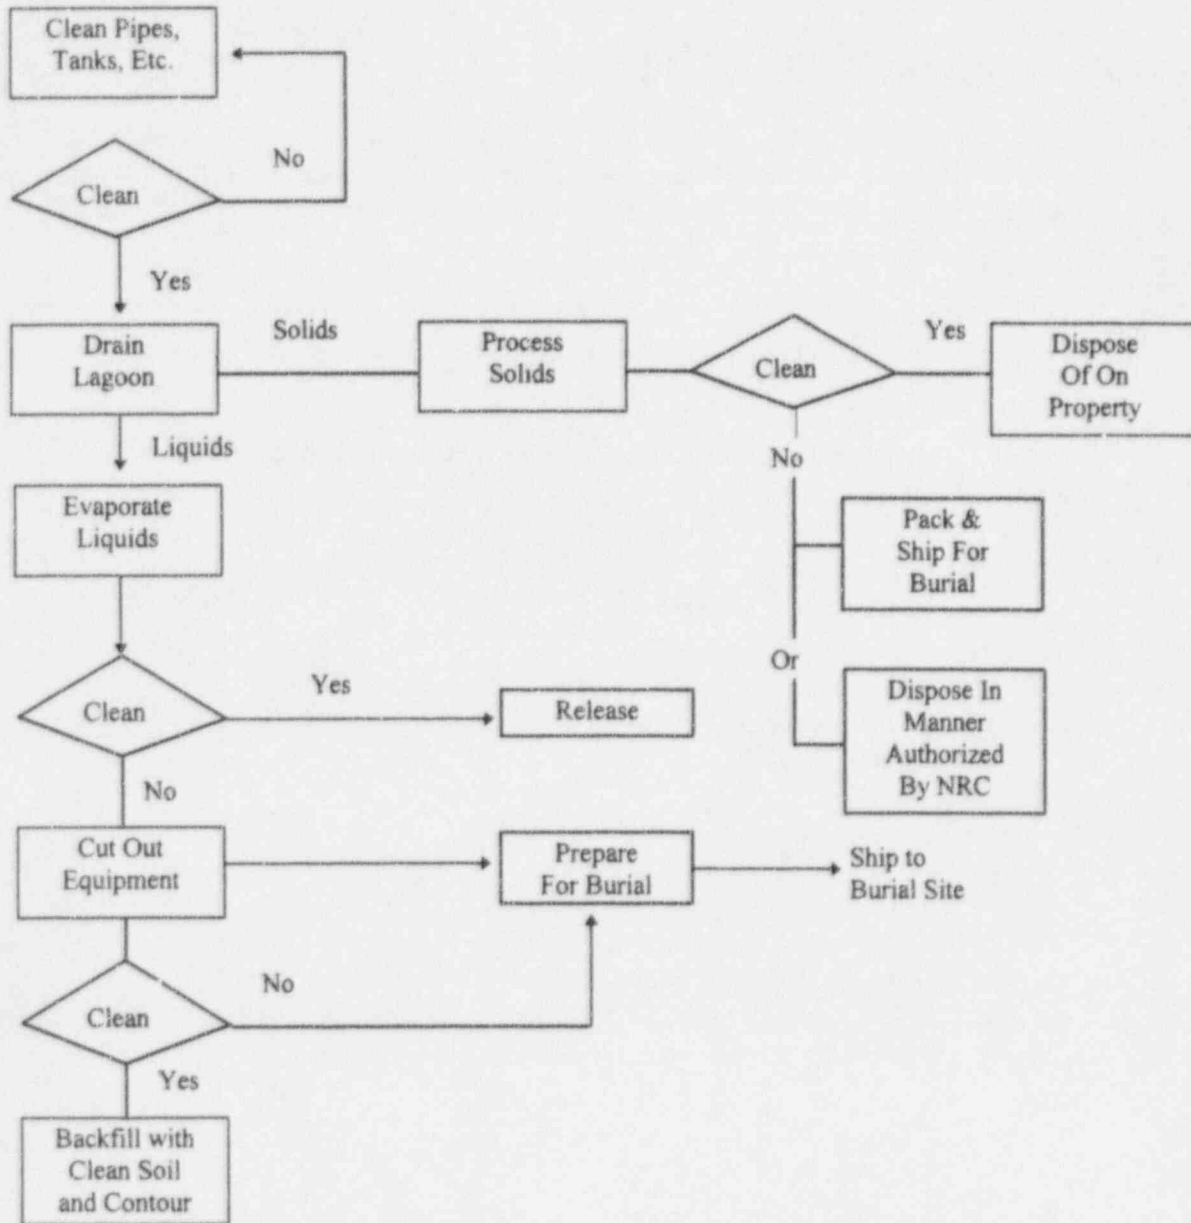 Clean Pipes,
Tanks, Etc.
No
Clean
Yes
Drain
Lagoon
Solids
Process
Solids
Clean
Yes
Dispose
Of On
Property
Liquids
No
Evaporate
Liquids
Pack &
Ship For
Burial
Or
Clean
Yes
Release
Dispose In
Manner
Authorized
By NRC
No
Cut Out
Equipment
Prepare
For Burial
Ship to
Burial Site
Clean
No
Yes
Backfill with
Clean Soil
and Contour